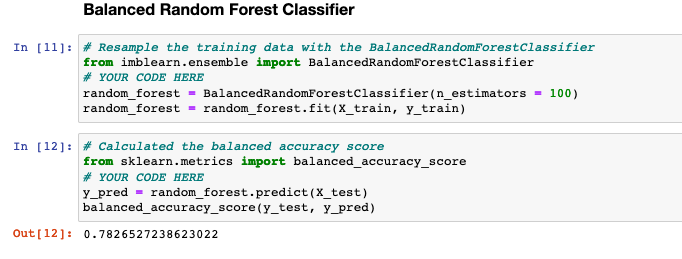 Balanced Random Forest Classifier
In [11]: # Resample the training data with the BalancedRandomForestClassifier
from imblearn.ensemble import BalancedRandomForestClassifier
# YOUR CODE HERE
random_forest = BalancedRandomForestClassifier(n_estimators = 100)
random_forest = random_forest.fit(X_train, y_train)
In [12]: # Calculated the balanced accuracy score
from sklearn.metrics import balanced_accuracy_score
# YOUR CODE HERE
y_pred = random_forest.predict(X_test)
balanced_accuracy_score(y_test, y_pred)
Out[12]: 0.7826527238623022